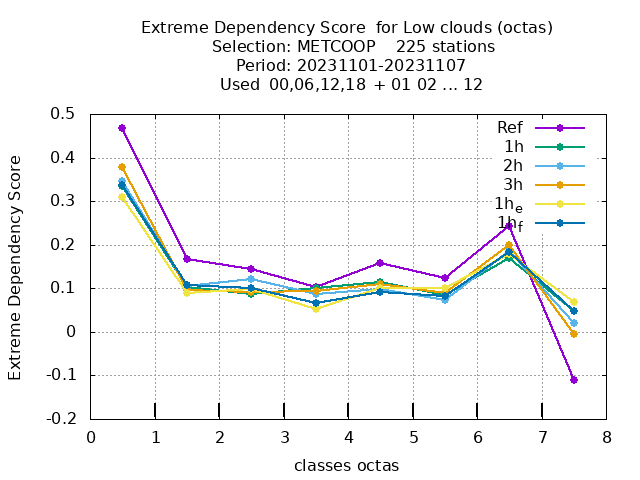 Extreme Dependency Score  for Low clouds (octas)
Selection: METCOOP    225 stations
Period: 20231101-20231107
Used  00,06,12,18 + 01 02 ... 12
Extreme Dependency Score
0.5
0.4
0.3
0.2
0.1
0
-0.1
-0.2
Ref
1h
2h
3h
1he
1hf
0 1 2 3 4 5 6 7 8
classes octas